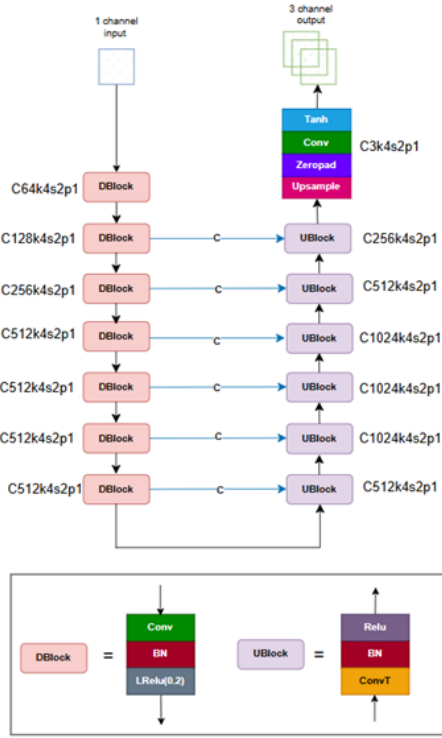 1 channel
input
3 channel
output
Tanh
Conv
Zeropad
Upsample
C3k4s2p1
C64k4s2p1 DBlock
C128k4s2p1 DBlock C UBlock C256k4s2p1
C256k4s2p1 DBlock C UBlock C512k4s2p1
C512k4s2p1 DBlock C UBlock C1024k4s2p1
C512k4s2p1 DBlock C UBlock C1024k4s2p1
C512k4s2p1 DBlock C UBlock C1024k4s2p1
C512k4s2p1 DBlock C UBlock C512k4s2p1
DBlock =
Conv
BN
LRelu(0.2)
UBlock =
Relu
BN
ConvT